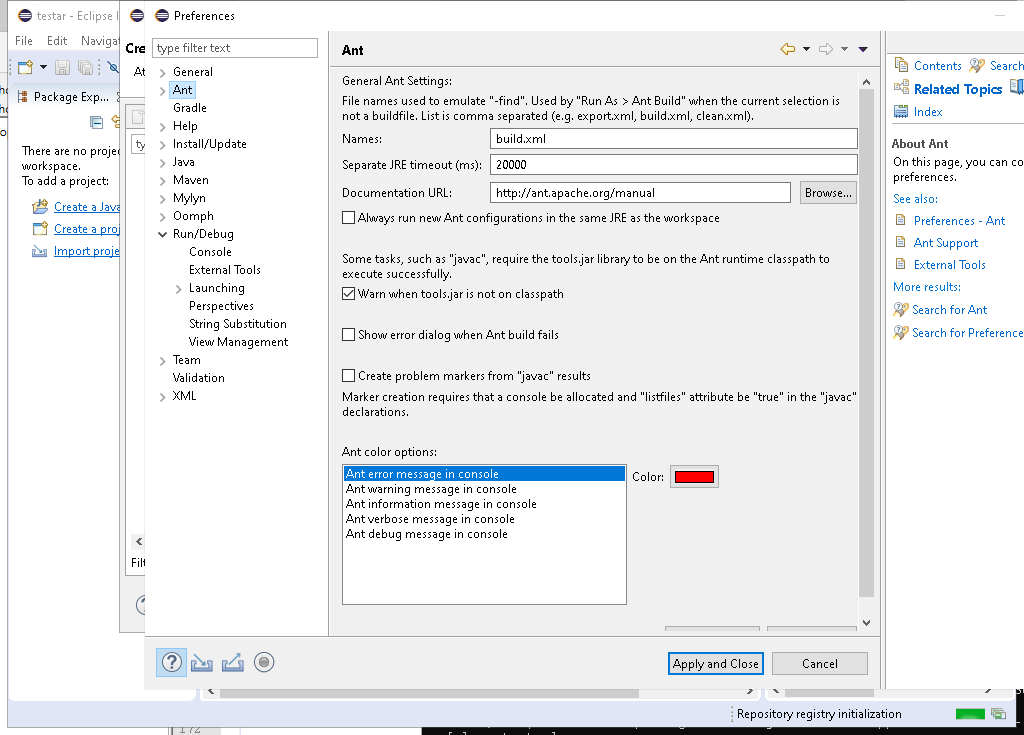 testar - Eclipse I
Preferences
File Edit Navigat
Cre
At
type filter text
Ant
Package Exp...
There are no projec
workspace.
To add a project:
Create a Java
Create a proj
Import proje
ty
Filt
General
Ant
Gradle
Help
Install/Update
Java
Maven
Mylyn
Oomph
Run/Debug
Console
External Tools
Launching
Perspectives
String Substitution
View Management
Team
Validation
XML
General Ant Settings:
File names used to emulate "-find". Used by "Run As > Ant Build" when the current selection is
not a buildfile. List is comma separated (e.g. export.xml, build.xml, clean.xml).
Names: build.xml
Separate JRE timeout (ms): 20000
Documentation URL: http://ant.apache.org/manual Browse...
Always run new Ant configurations in the same JRE as the workspace
Some tasks, such as "javac", require the tools.jar library to be on the Ant runtime classpath to
execute successfully.
Warn when tools.jar is not on classpath
Show error dialog when Ant build fails
Create problem markers from "javac" results
Marker creation requires that a console be allocated and "listfiles" attribute be "true" in the "javac"
declarations.
Ant color options:
Ant error message in console
Ant warning message in console
Ant information message in console
Ant verbose message in console
Ant debug message in console
Color:
Apply and Close Cancel
Contents Search
Related Topics
Index
About Ant
On this page, you can co
preferences.
See also:
Preferences - Ant
Ant Support
External Tools
More results:
Search for Ant
Search for Preference
Repository registry initialization
172